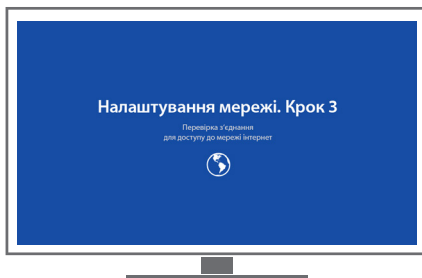 Налаштування мережі. Крок 3
Перевірка з'єднання
для доступу до мережі інтернет